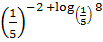 (1/5)^{-2 + log_{(1/5)} 8}